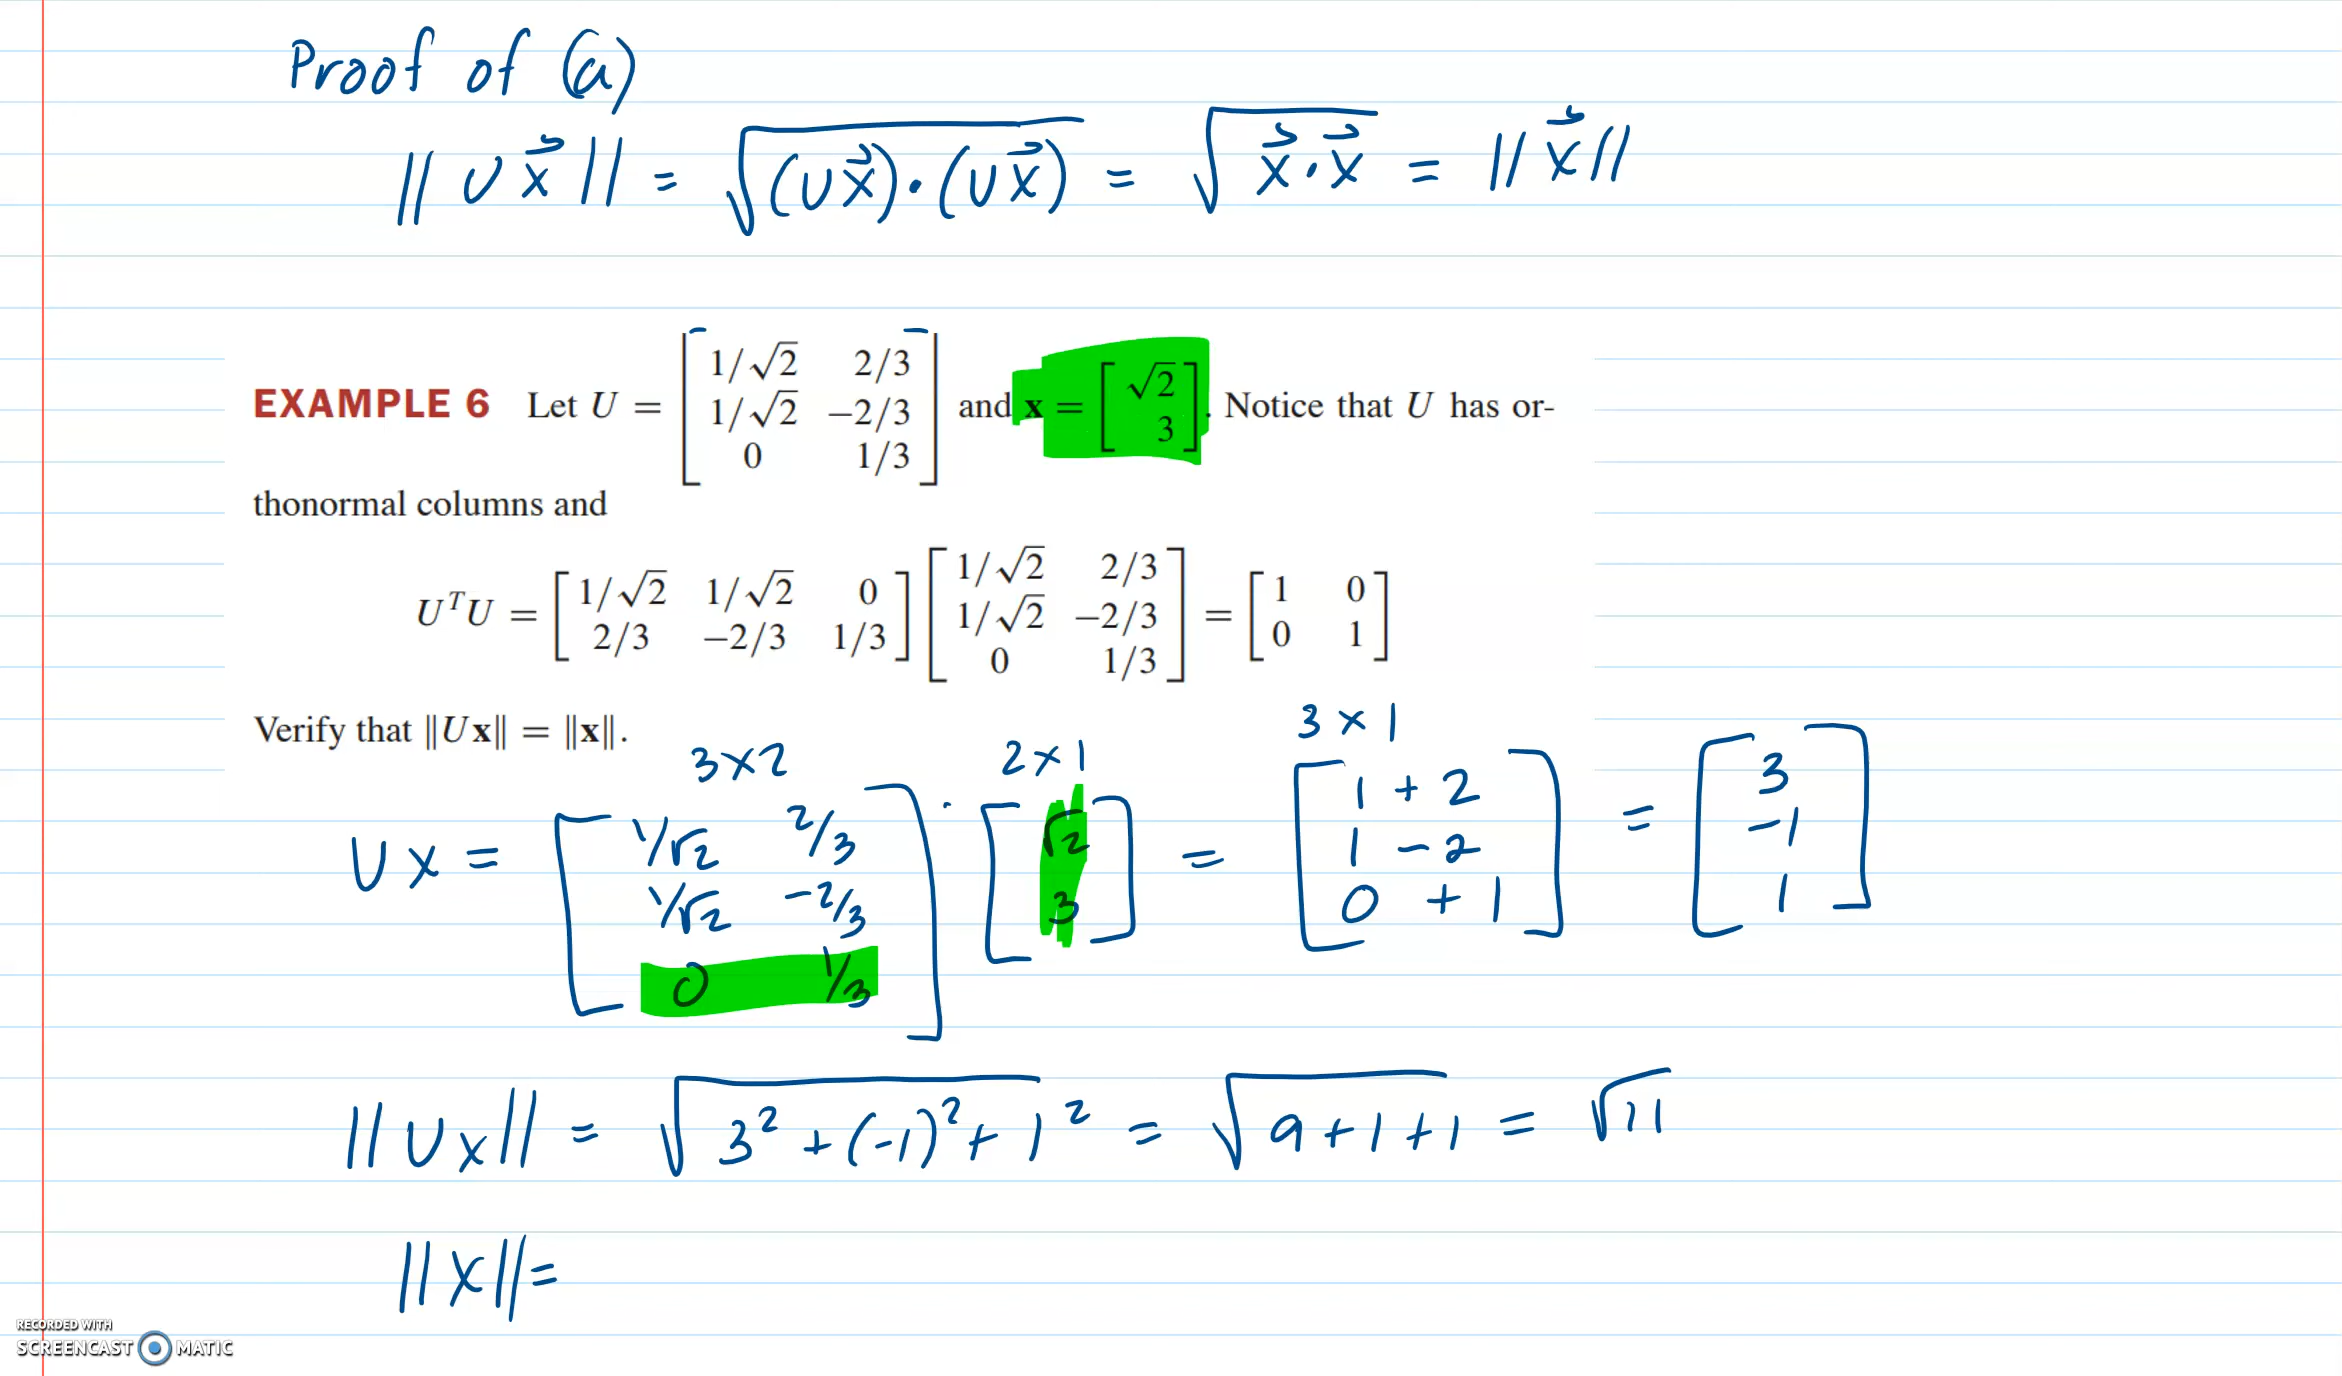 Proof of (a)
‖U x⃗‖ = √((Ux⃗)·(Ux⃗)) = √(x⃗·x⃗) = ‖x⃗‖
EXAMPLE 6 Let U = [1/√2 2/3; 1/√2 −2/3; 0 1/3] and x = [√2; 3]. Notice that U has or-
thonormal columns and
UᵀU = [1/√2 1/√2 0; 2/3 −2/3 1/3] [1/√2 2/3; 1/√2 −2/3; 0 1/3] = [1 0; 0 1]
Verify that ‖Ux‖ = ‖x‖.
3×2 2×1 3×1
Ux = [1/√2 2/3; 1/√2 -2/3; 0 1/3] · [√2; 3] = [1 + 2; 1 - 2; 0 + 1] = [3; -1; 1]
‖Ux‖ = √(3² + (-1)² + 1²) = √(9+1+1) = √11
‖x‖ =
RECORDED WITH
SCREENCAST MATIC